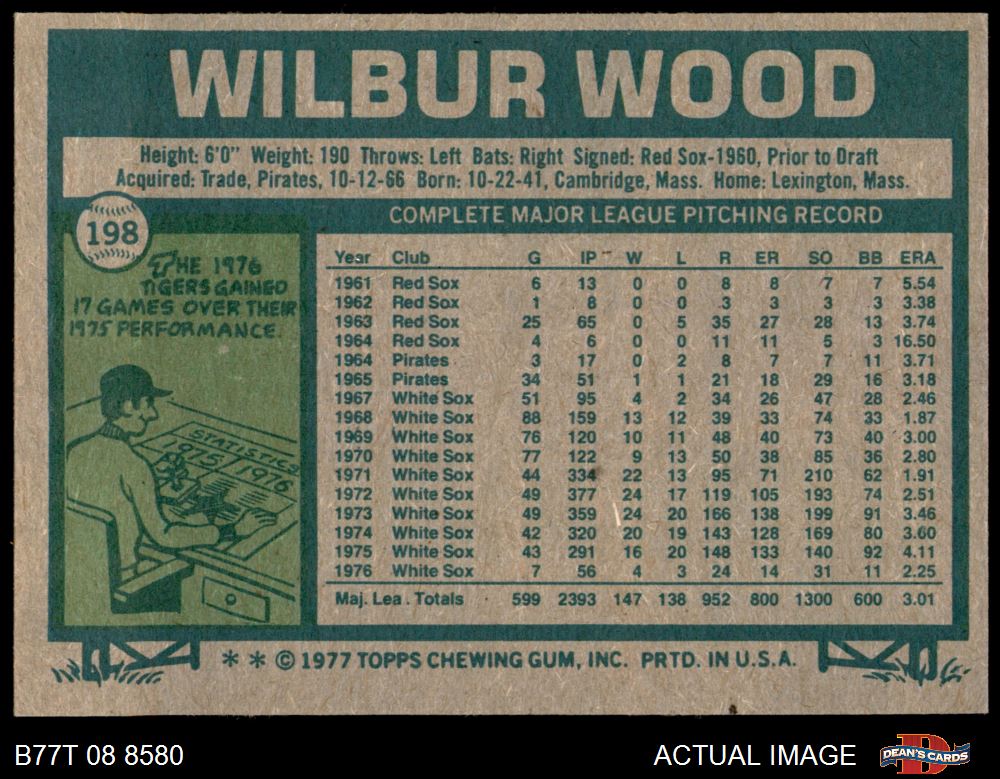 WILBUR WOOD
Height: 6'0" Weight: 190 Throws: Left Bats: Right Signed: Red Sox-1960, Prior to Draft
Acquired: Trade, Pirates, 10-12-66 Born: 10-22-41, Cambridge, Mass. Home: Lexington, Mass.
198
THE 1976
TIGERS GAINED
17 GAMES OVER THEIR
1975 PERFORMANCE.
STATISTICS
1975 1976
COMPLETE MAJOR LEAGUE PITCHING RECORD
Year Club G IP W L R ER SO BB ERA
1961 Red Sox 6 13 0 0 8 8 7 7 5.54
1962 Red Sox 1 8 0 0 3 3 3 3 3.38
1963 Red Sox 25 65 0 5 35 27 28 13 3.74
1964 Red Sox 4 6 0 0 11 11 5 3 16.50
1964 Pirates 3 17 0 2 8 7 7 11 3.71
1965 Pirates 34 51 1 1 21 18 29 16 3.18
1967 White Sox 51 95 4 2 34 26 47 28 2.46
1968 White Sox 88 159 13 12 39 33 74 33 1.87
1969 White Sox 76 120 10 11 48 40 73 40 3.00
1970 White Sox 77 122 9 13 50 38 85 36 2.80
1971 White Sox 44 334 22 13 95 71 210 62 1.91
1972 White Sox 49 377 24 17 119 105 193 74 2.51
1973 White Sox 49 359 24 20 166 138 199 91 3.46
1974 White Sox 42 320 20 19 143 128 169 80 3.60
1975 White Sox 43 291 16 20 148 133 140 92 4.11
1976 White Sox 7 56 4 3 24 14 31 11 2.25
Maj. Lea. Totals 599 2393 147 138 952 800 1300 600 3.01
* * © 1977 TOPPS CHEWING GUM, INC. PRTD. IN U.S.A.
B77T 08 8580
ACTUAL IMAGE
DEAN'S CARDS